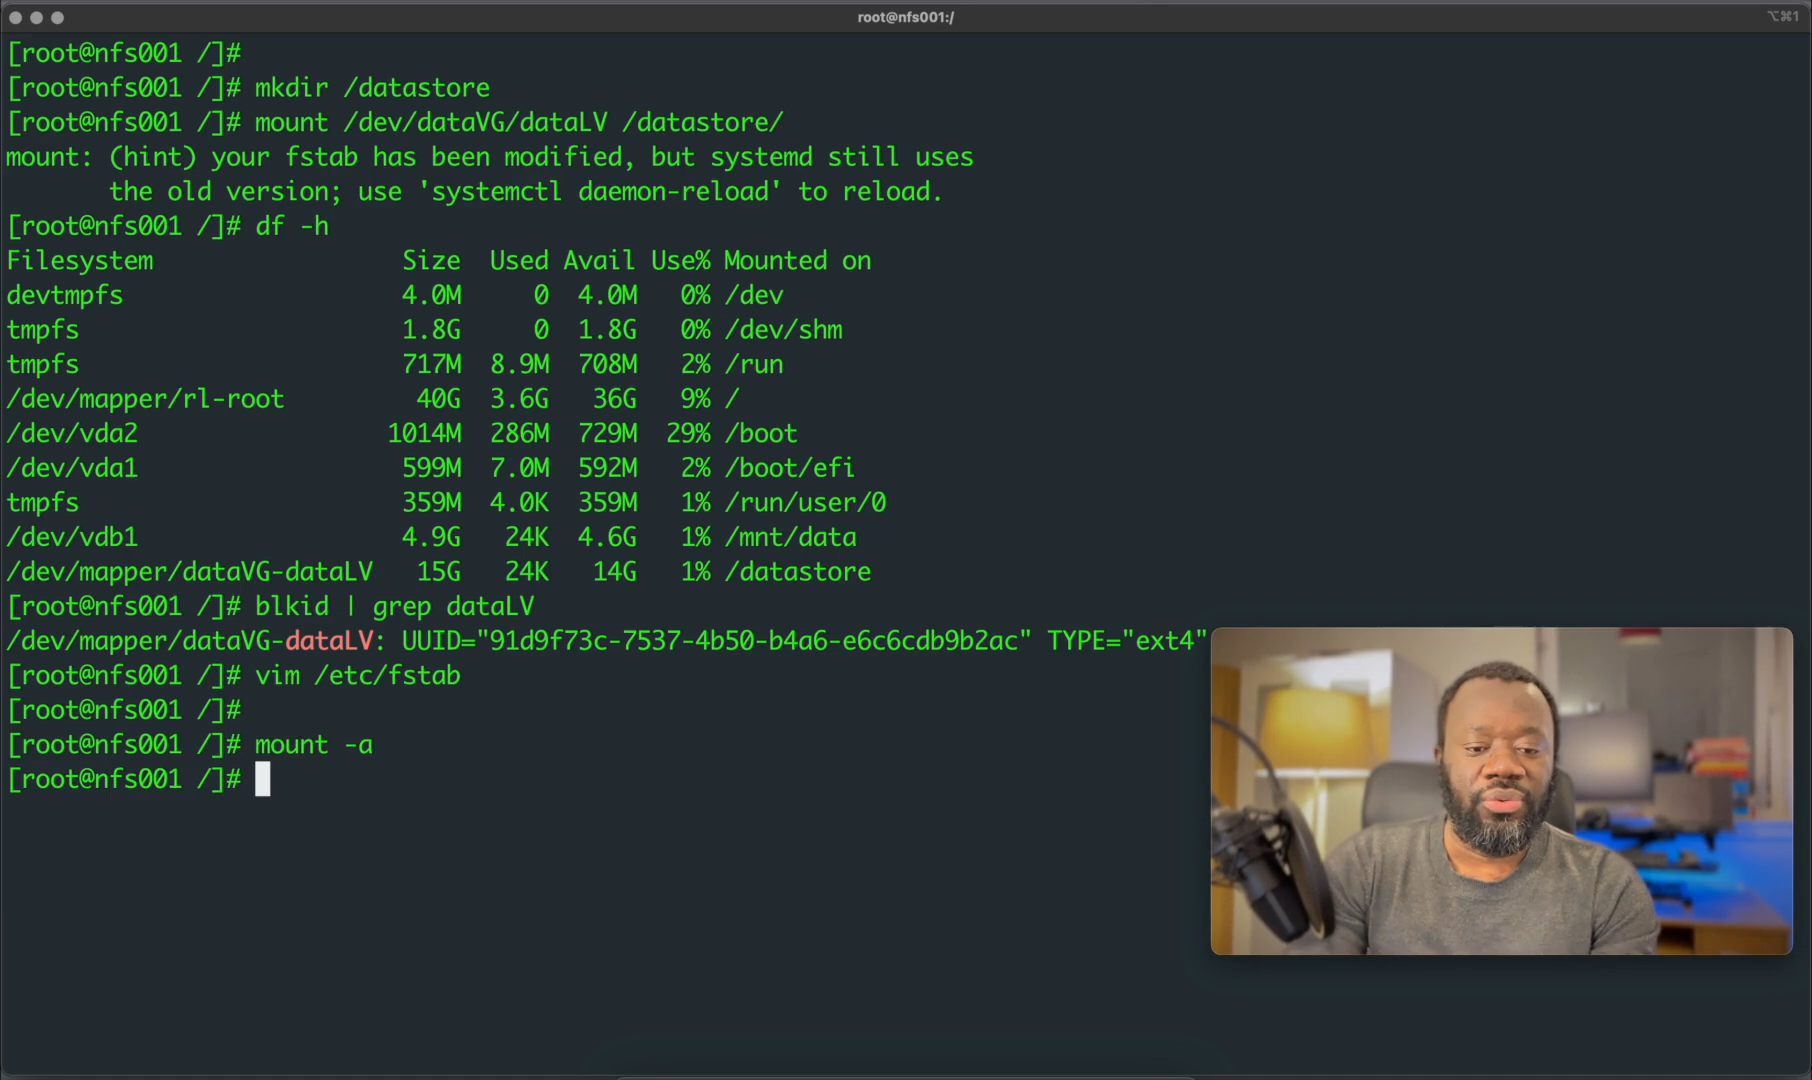 root@nfs001:/
⌥⌘1
[root@nfs001 /]#
[root@nfs001 /]# mkdir /datastore
[root@nfs001 /]# mount /dev/dataVG/dataLV /datastore/
mount: (hint) your fstab has been modified, but systemd still uses
       the old version; use 'systemctl daemon-reload' to reload.
[root@nfs001 /]# df -h
Filesystem                 Size  Used Avail Use% Mounted on
devtmpfs                   4.0M     0  4.0M   0% /dev
tmpfs                      1.8G     0  1.8G   0% /dev/shm
tmpfs                      717M  8.9M  708M   2% /run
/dev/mapper/rl-root         40G  3.6G   36G   9% /
/dev/vda2                 1014M  286M  729M  29% /boot
/dev/vda1                  599M  7.0M  592M   2% /boot/efi
tmpfs                      359M  4.0K  359M   1% /run/user/0
/dev/vdb1                  4.9G   24K  4.6G   1% /mnt/data
/dev/mapper/dataVG-dataLV   15G   24K   14G   1% /datastore
[root@nfs001 /]# blkid | grep dataLV
/dev/mapper/dataVG-dataLV: UUID="91d9f73c-7537-4b50-b4a6-e6c6cdb9b2ac" TYPE="ext4"
[root@nfs001 /]# vim /etc/fstab
[root@nfs001 /]#
[root@nfs001 /]# mount -a
[root@nfs001 /]#